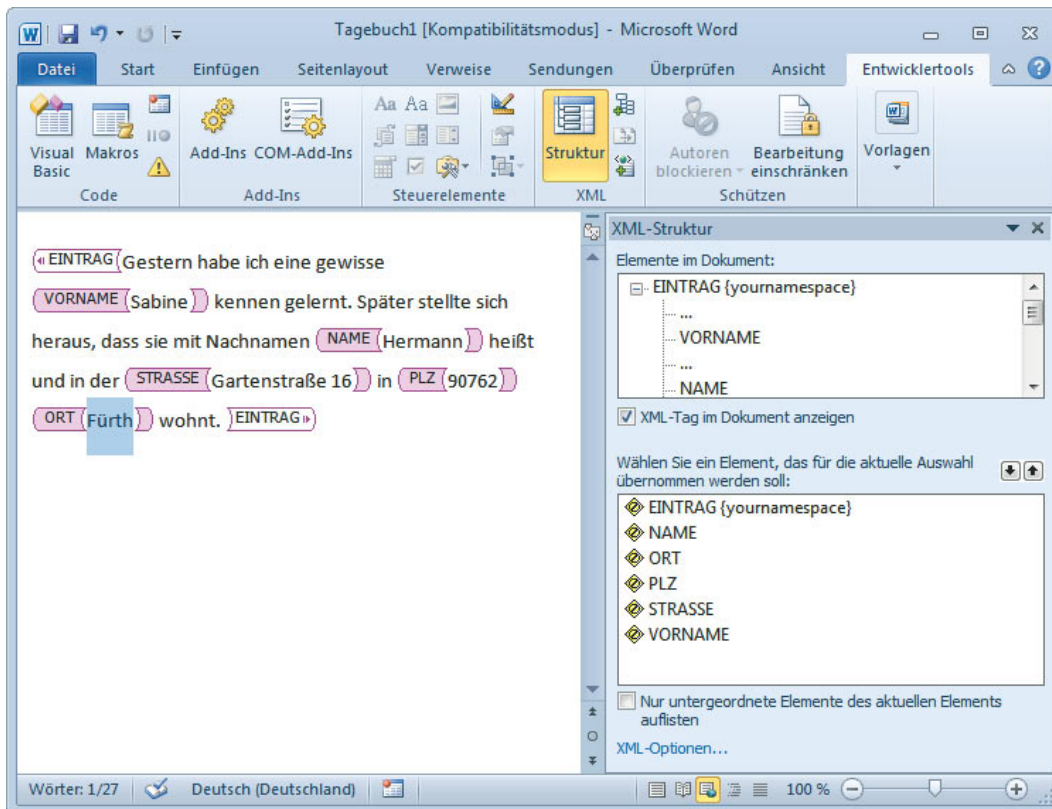 Tagebuch1 [Kompatibilitätsmodus] - Microsoft Word
Datei Start Einfügen Seitenlayout Verweise Sendungen Überprüfen Ansicht Entwicklertools
Visual Basic
Makros
Code
Add-Ins COM-Add-Ins
Add-Ins
Aa Aa
Steuerelemente
Struktur
XML
Autoren blockieren
Bearbeitung einschränken
Schützen
Vorlagen
EINTRAG Gestern habe ich eine gewisse
VORNAME Sabine kennen gelernt. Später stellte sich
heraus, dass sie mit Nachnamen NAME Hermann heißt
und in der STRASSE Gartenstraße 16 in PLZ 90762
ORT Fürth wohnt. EINTRAG
XML-Struktur
Elemente im Dokument:
EINTRAG {yournamespace}
...
VORNAME
...
NAME
XML-Tag im Dokument anzeigen
Wählen Sie ein Element, das für die aktuelle Auswahl
übernommen werden soll:
EINTRAG {yournamespace}
NAME
ORT
PLZ
STRASSE
VORNAME
Nur untergeordnete Elemente des aktuellen Elements
auflisten
XML-Optionen...
Wörter: 1/27 Deutsch (Deutschland) 100 %